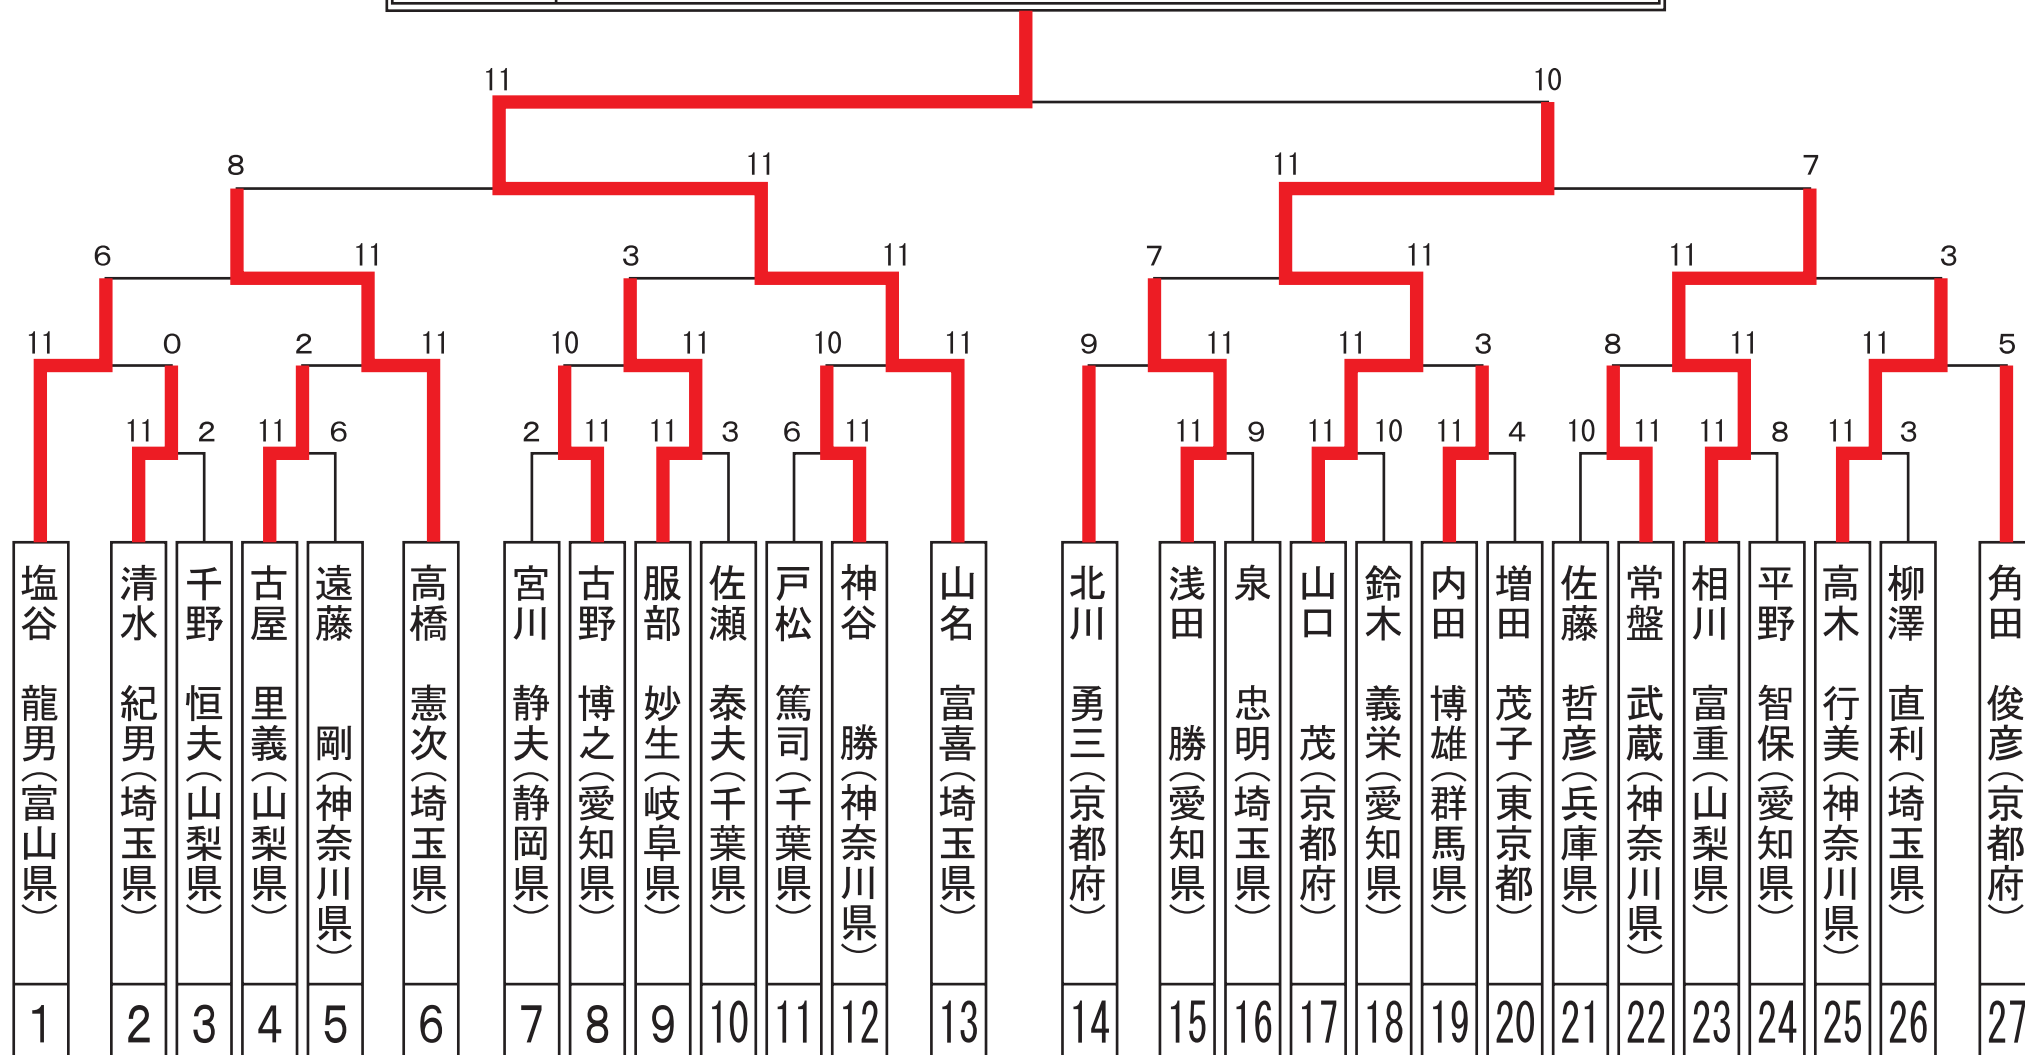 11 10
8 11 11 7
6 11 3 11 7 11 11 3
11 0 2 11 10 11 10 11 9 11 11 3 8 11 11 5
11 2 11 6 2 11 11 3 6 11 11 9 11 10 11 4 10 11 11 8 11 3
塩谷 龍男(富山県)
1
清水 紀男(埼玉県)
2
千野 恒夫(山梨県)
3
古屋 里義(山梨県)
4
遠藤 剛(神奈川県)
5
高橋 憲次(埼玉県)
6
宮川 静夫(静岡県)
7
古野 博之(愛知県)
8
服部 妙生(岐阜県)
9
佐瀬 泰夫(千葉県)
10
戸松 篤司(千葉県)
11
神谷 勝(神奈川県)
12
山名 富喜(埼玉県)
13
北川 勇三(京都府)
14
浅田 勝(愛知県)
15
泉 忠明(埼玉県)
16
山口 茂(京都府)
17
鈴木 義栄(愛知県)
18
内田 博雄(群馬県)
19
増田 茂子(東京都)
20
佐藤 哲彦(兵庫県)
21
常盤 武蔵(神奈川県)
22
相川 富重(山梨県)
23
平野 智保(愛知県)
24
高木 行美(神奈川県)
25
柳澤 直利(埼玉県)
26
角田 俊彦(京都府)
27